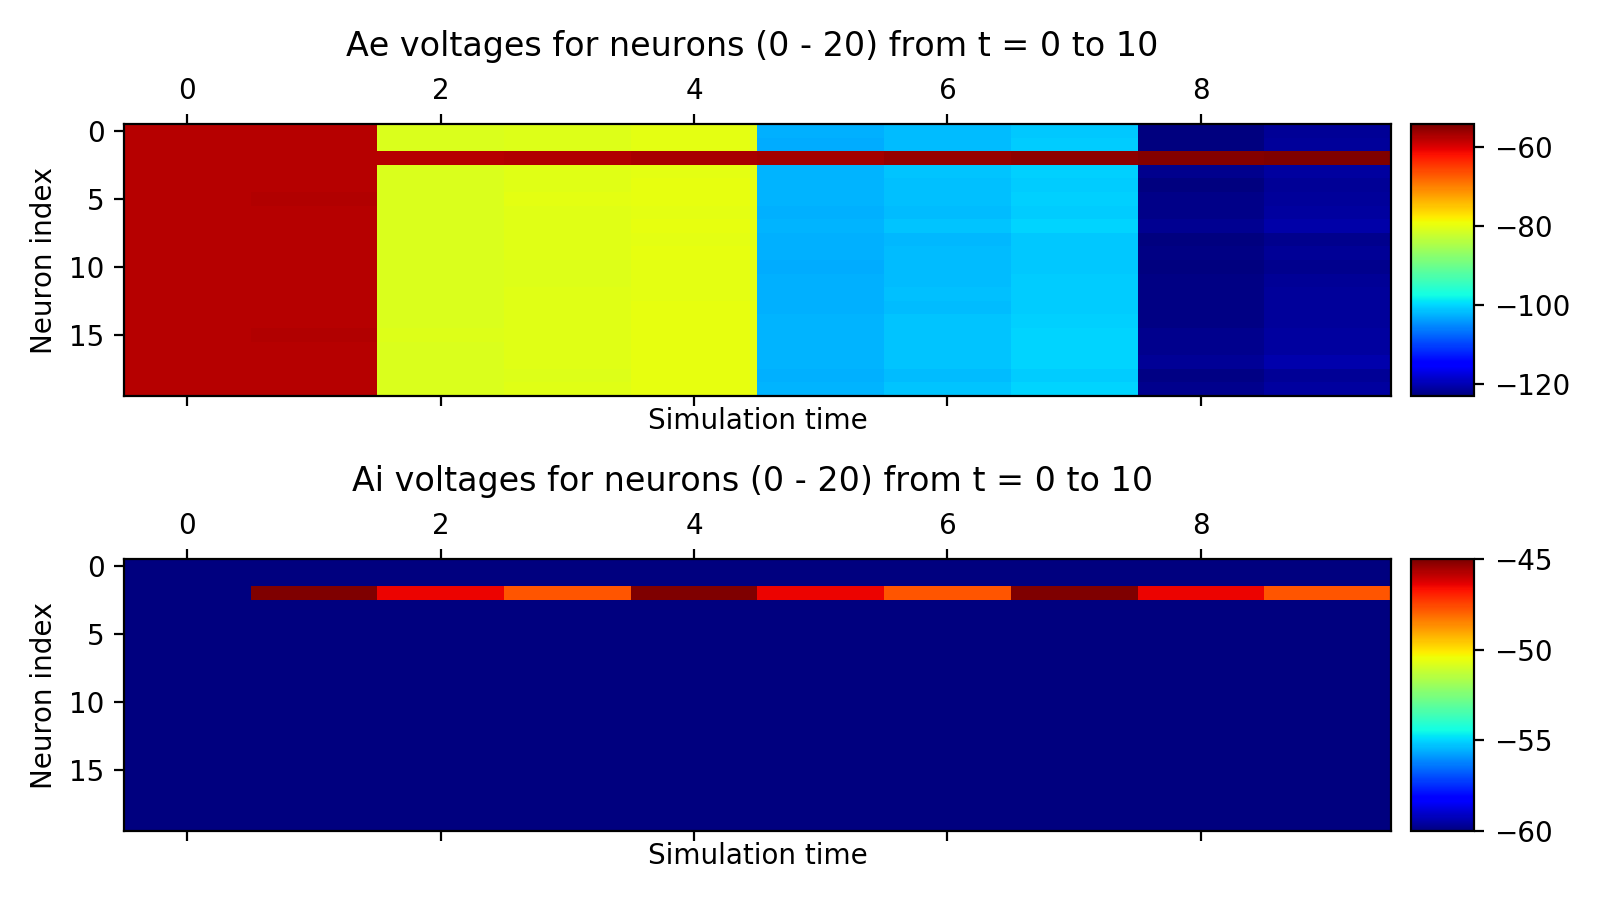 Ae voltages for neurons (0 - 20) from t = 0 to 10
0 2 4 6 8
Neuron index
0
5
10
15
Simulation time
−60
−80
−100
−120
Ai voltages for neurons (0 - 20) from t = 0 to 10
0 2 4 6 8
Neuron index
0
5
10
15
Simulation time
−45
−50
−55
−60